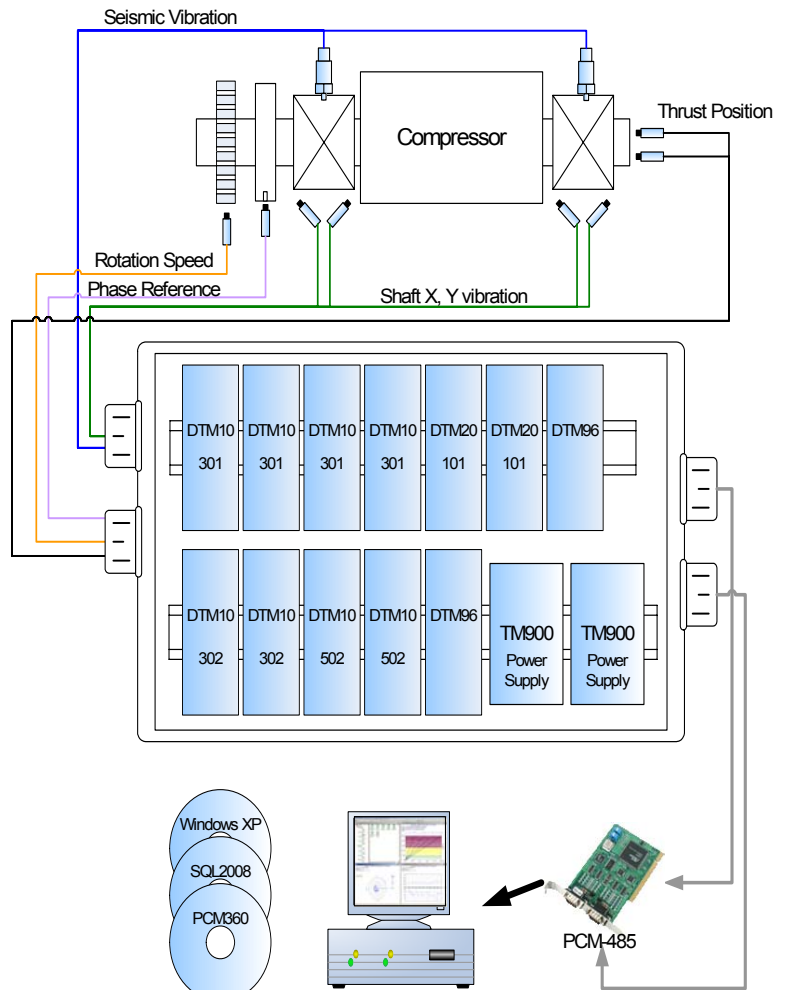 Seismic Vibration
Thrust Position
Compressor
Rotation Speed
Phase Reference
Shaft X, Y vibration
DTM10
301
DTM10
301
DTM10
301
DTM10
301
DTM20
101
DTM20
101
DTM96
DTM10
302
DTM10
302
DTM10
502
DTM10
502
DTM96
TM900
Power
Supply
TM900
Power
Supply
Windows XP
SQL2008
PCM360
PCM-485